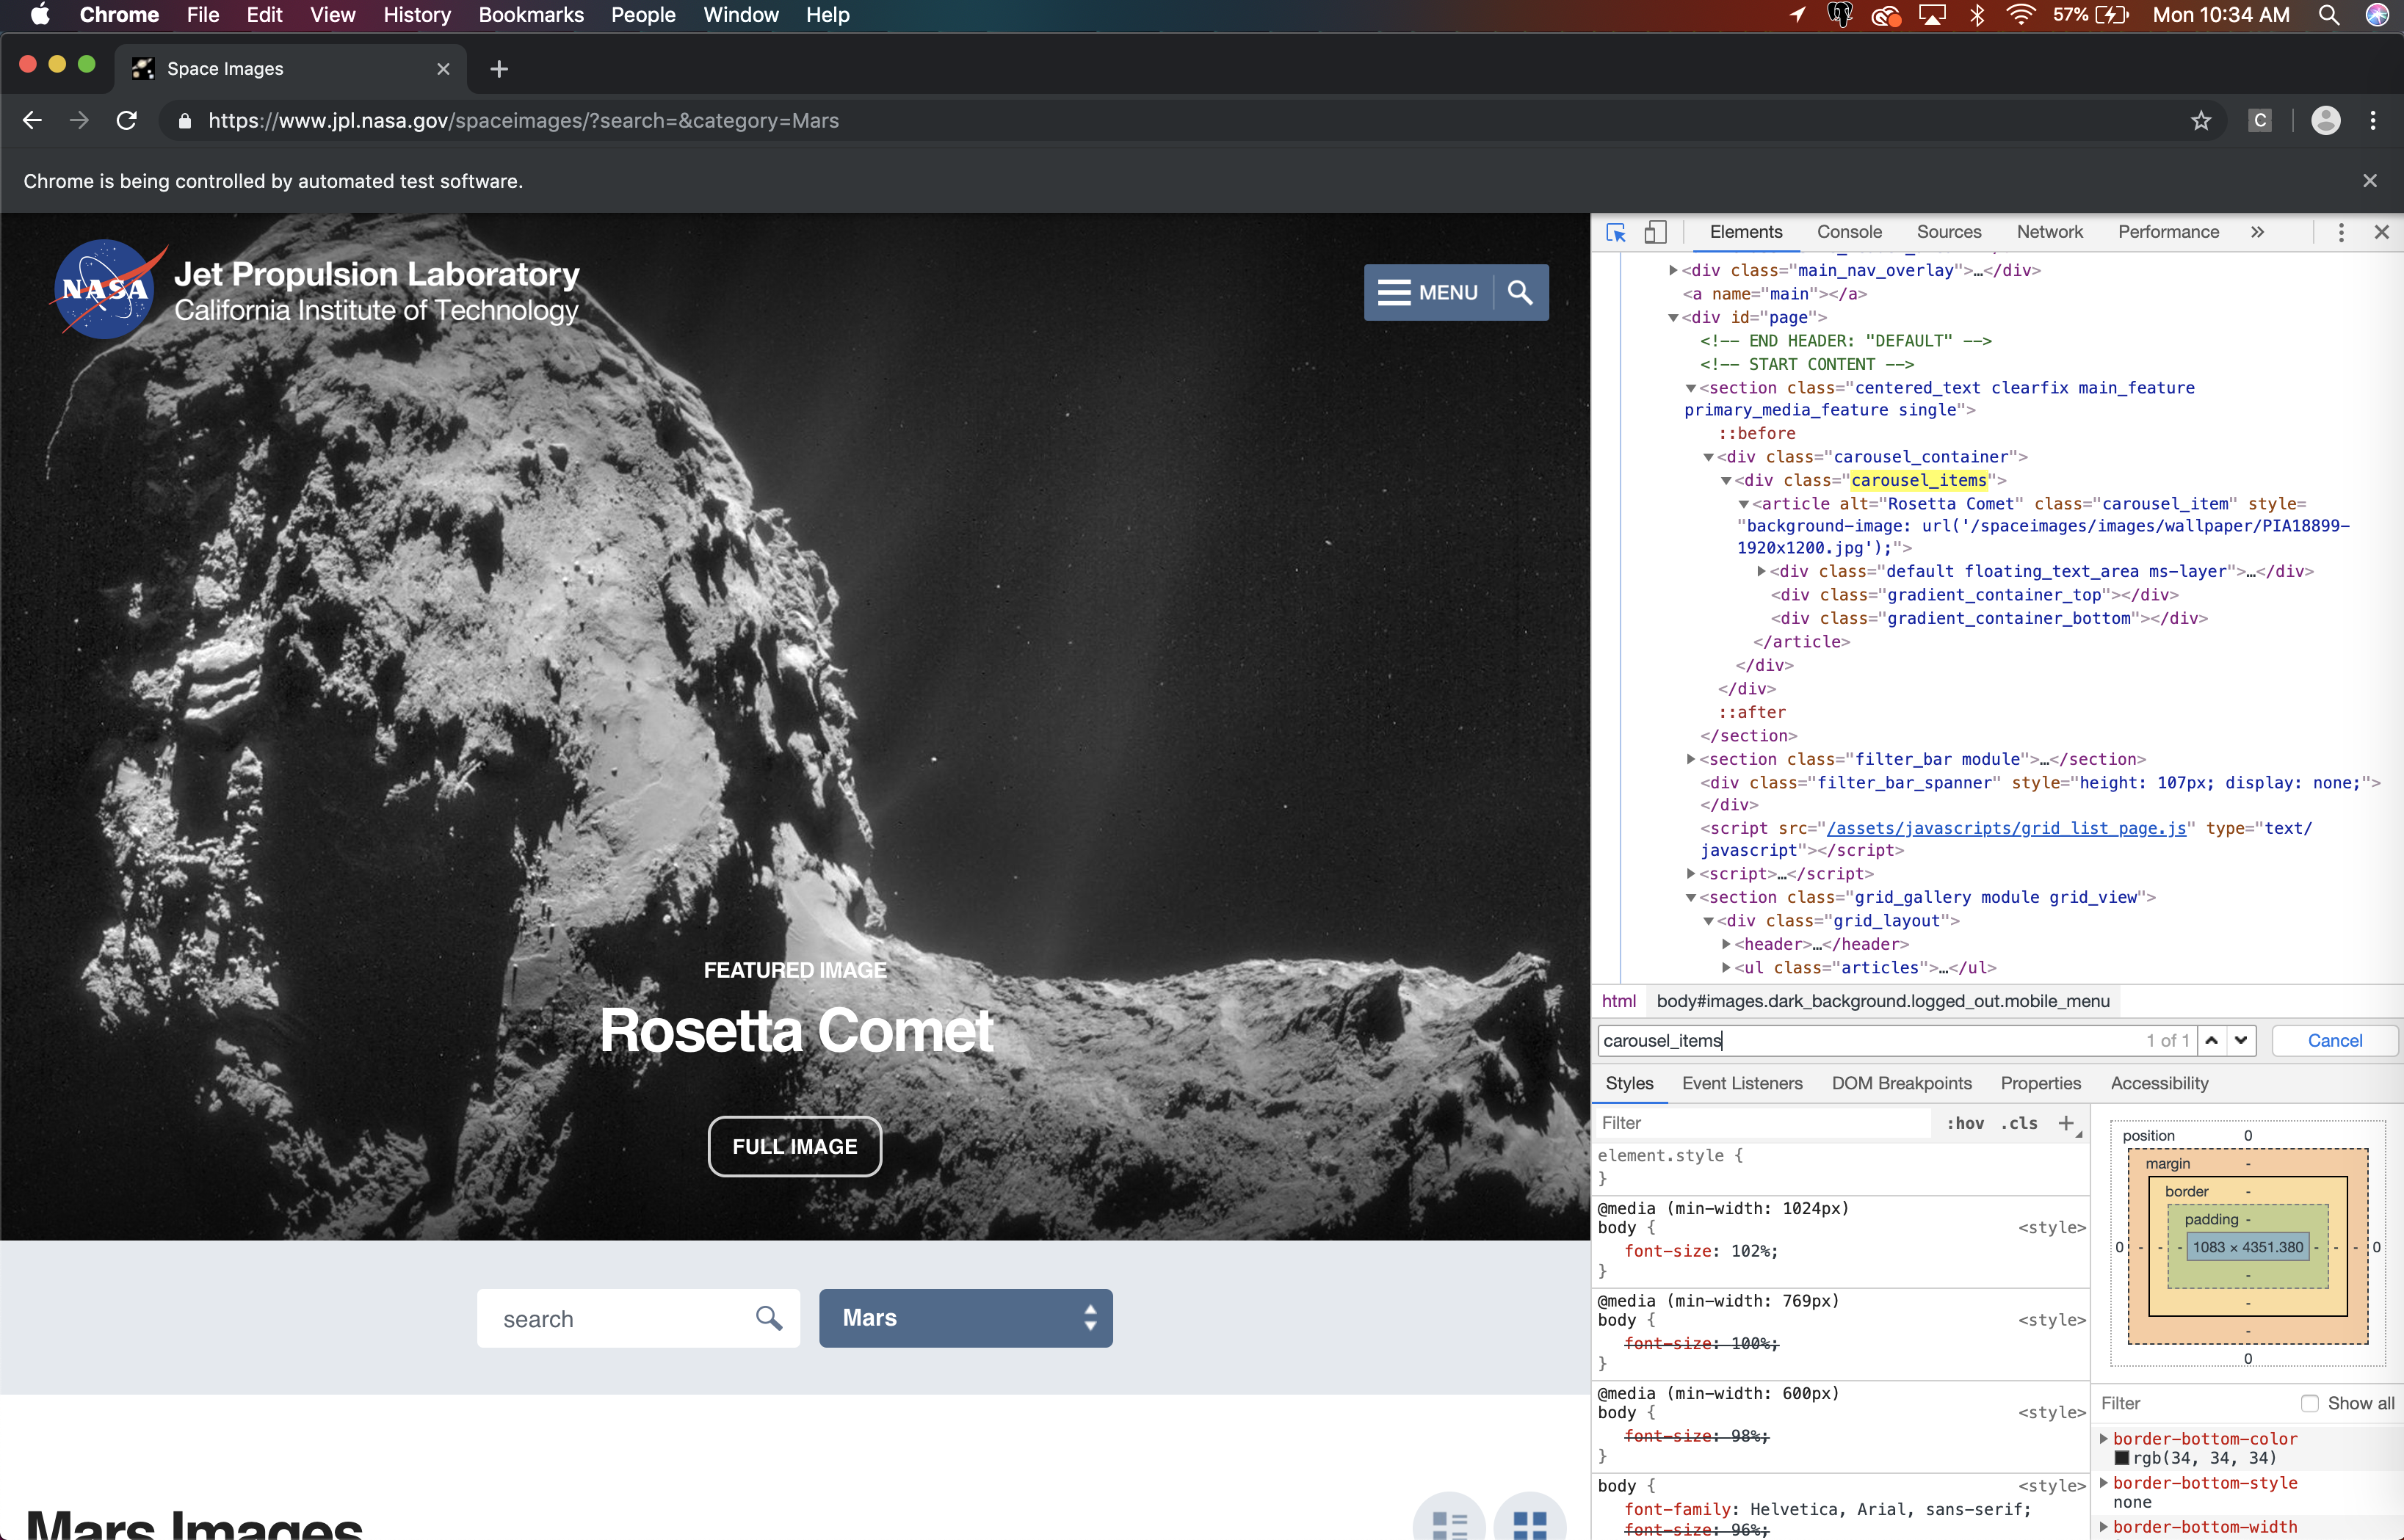 Chrome File Edit View History Bookmarks People Window Help 57% Mon 10:34 AM
Space Images
https://www.jpl.nasa.gov/spaceimages/?search=&category=Mars
C
Chrome is being controlled by automated test software.
NASA
Jet Propulsion Laboratory
California Institute of Technology
MENU
FEATURED IMAGE
Rosetta Comet
FULL IMAGE
search
Mars
Mars Images
Elements Console Sources Network Performance »
<div class="main_nav_overlay">…</div>
<a name="main"></a>
<div id="page">
<!-- END HEADER: "DEFAULT" -->
<!-- START CONTENT -->
<section class="centered_text clearfix main_feature
primary_media_feature single">
::before
<div class="carousel_container">
<div class="carousel_items">
<article alt="Rosetta Comet" class="carousel_item" style=
"background-image: url('/spaceimages/images/wallpaper/PIA18899-
1920x1200.jpg');">
<div class="default floating_text_area ms-layer">…</div>
<div class="gradient_container_top"></div>
<div class="gradient_container_bottom"></div>
</article>
</div>
</div>
::after
</section>
<section class="filter_bar module">…</section>
<div class="filter_bar_spanner" style="height: 107px; display: none;">
</div>
<script src="/assets/javascripts/grid_list_page.js" type="text/
javascript"></script>
<script>…</script>
<section class="grid_gallery module grid_view">
<div class="grid_layout">
<header>…</header>
<ul class="articles">…</ul>
html body#images.dark_background.logged_out.mobile_menu
carousel_items 1 of 1 Cancel
Styles Event Listeners DOM Breakpoints Properties Accessibility
Filter :hov .cls +
element.style {
}
@media (min-width: 1024px)
body { <style>
font-size: 102%;
}
@media (min-width: 769px)
body { <style>
font-size: 100%;
}
@media (min-width: 600px)
body { <style>
font-size: 98%;
}
body { <style>
font-family: Helvetica, Arial, sans-serif;
font-size: 96%;
position 0
margin -
border -
padding -
0 - - - 1083 × 4351.380 - - - 0
-
-
-
0
Filter Show all
border-bottom-color
rgb(34, 34, 34)
border-bottom-style
none
border-bottom-width